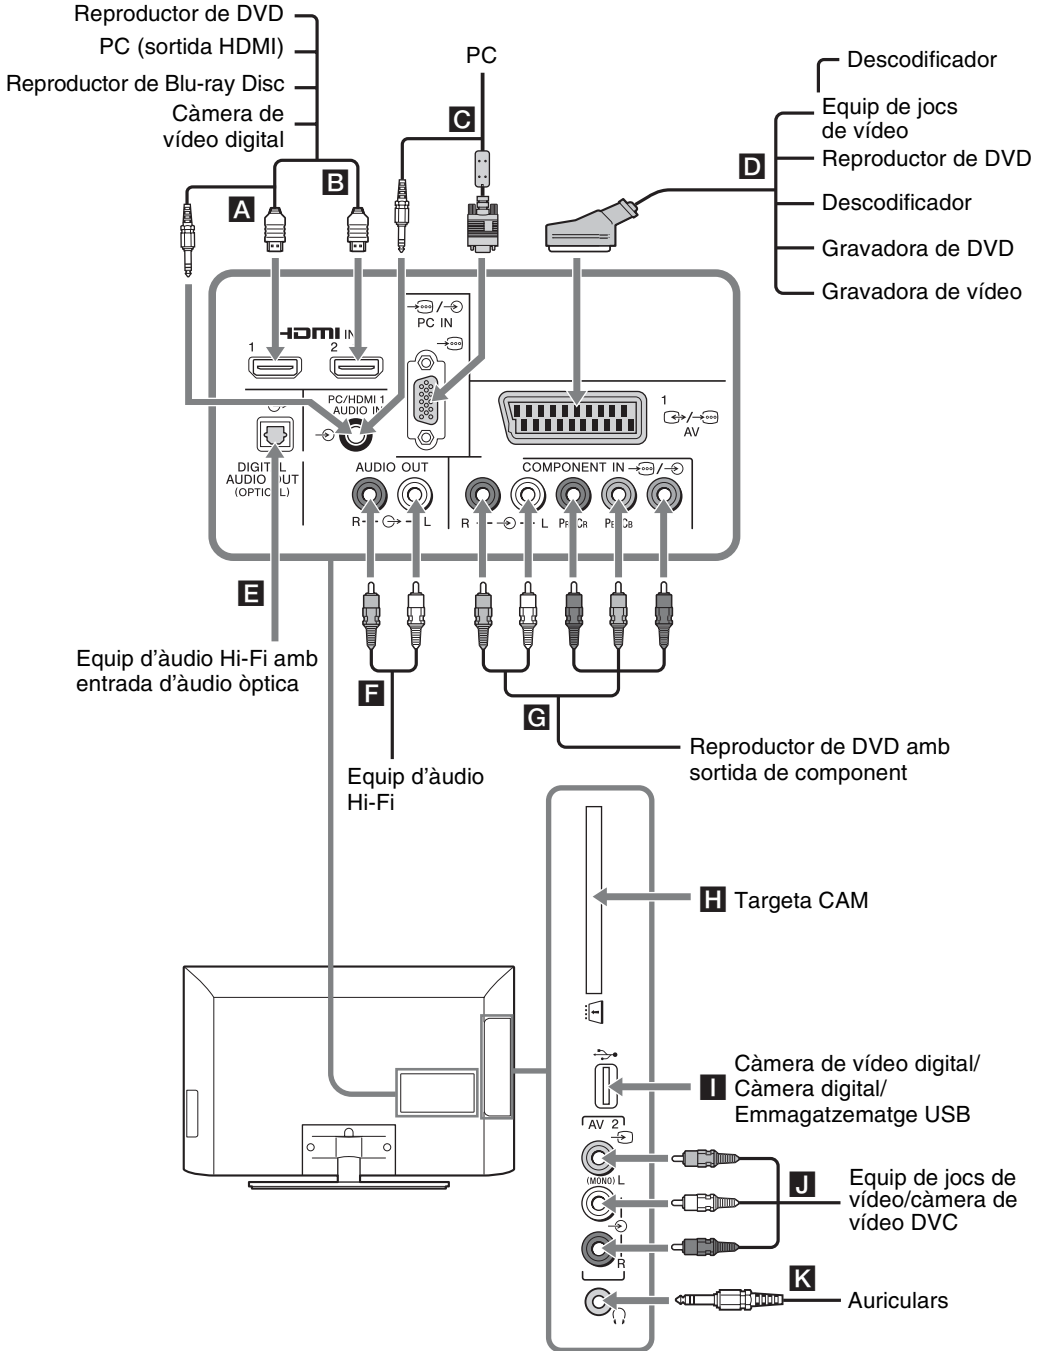 Reproductor de DVD
PC (sortida HDMI)
Reproductor de Blu-ray Disc
Càmera de
vídeo digital
A
B
C
PC
D
Descodificador
Equip de jocs
de vídeo
Reproductor de DVD
Descodificador
Gravadora de DVD
Gravadora de vídeo
HDMI IN
1
2
PC IN
PC/HDMI 1
AUDIO IN
1
AV
DIGITAL
AUDIO OUT
(OPTICAL)
AUDIO OUT
R
L
COMPONENT IN
R
L
PR/CR
PB/CB
E
Equip d'àudio Hi-Fi amb
entrada d'àudio òptica
F
Equip d'àudio
Hi-Fi
G
Reproductor de DVD amb
sortida de component
H Targeta CAM
I
Càmera de vídeo digital/
Càmera digital/
Emmagatzematge USB
AV 2
(MONO) L
R
J
Equip de jocs de
vídeo/càmera de
vídeo DVC
K
Auriculars